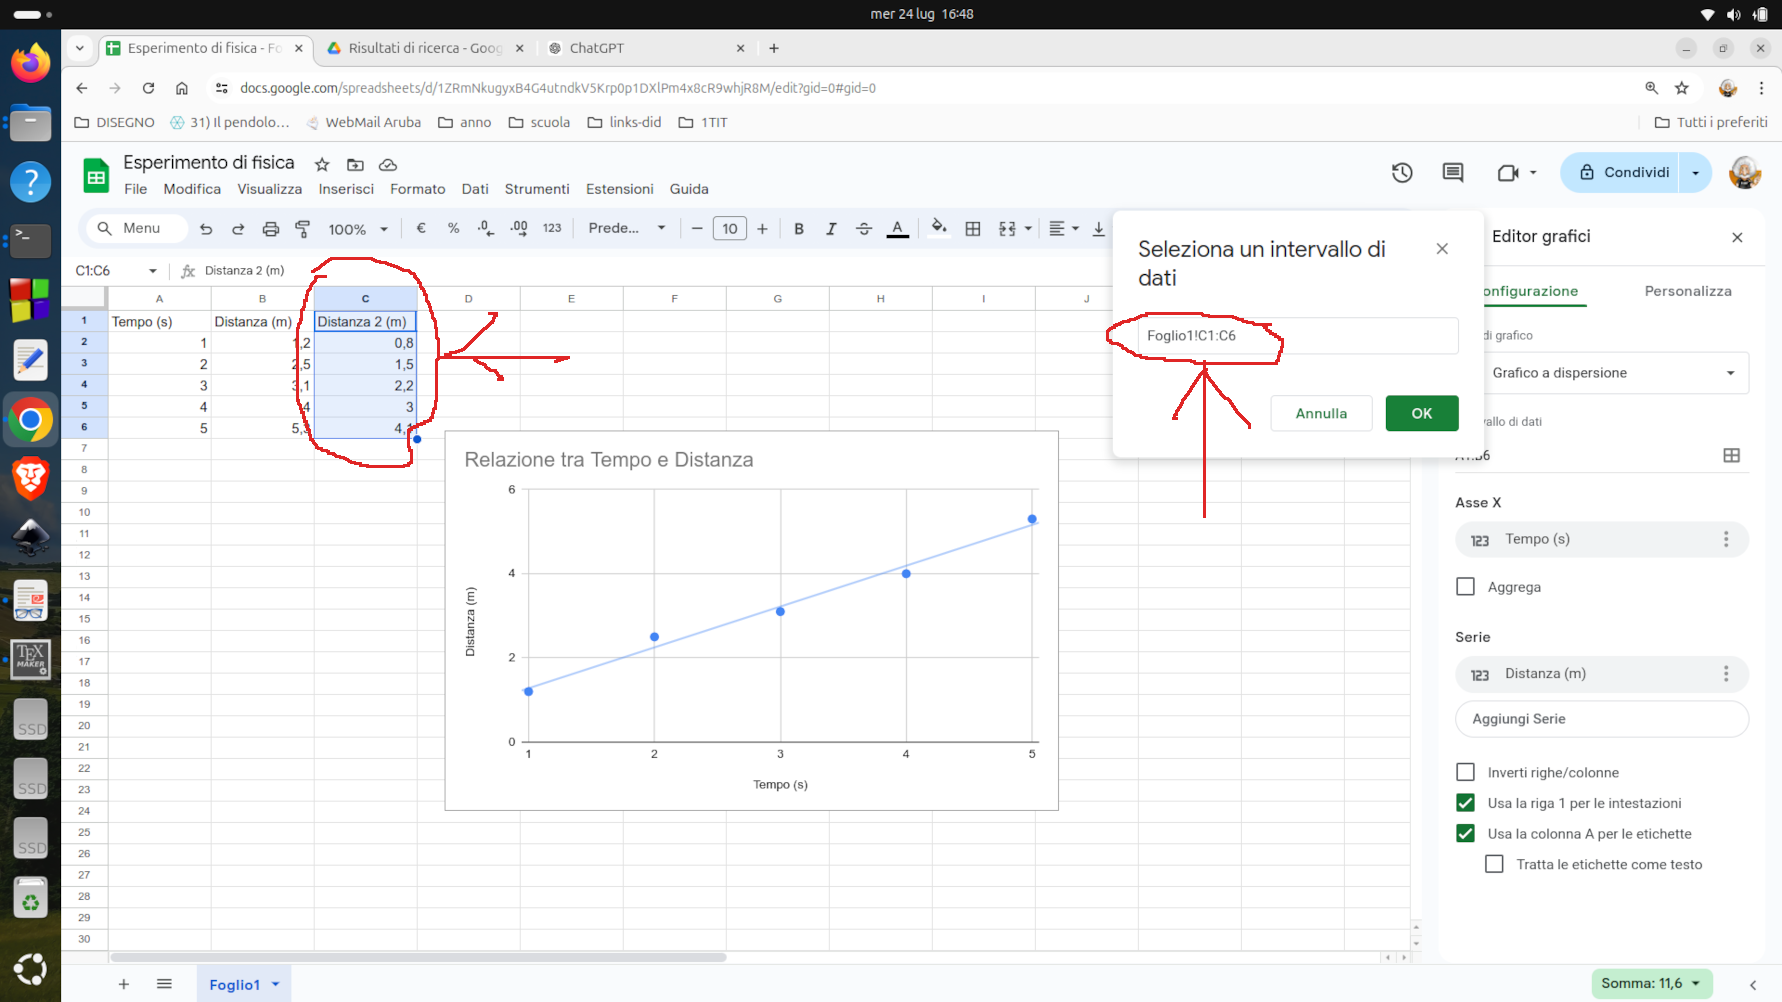 mer 24 lug 16:48
Esperimento di fisica - Fo
Risultati di ricerca - Goog
ChatGPT
docs.google.com/spreadsheets/d/1ZRmNkugyxB4G4utndkV5Krp0p1DXlPm4x8cR9whjR8M/edit?gid=0#gid=0
DISEGNO
31) Il pendolo...
WebMail Aruba
anno
scuola
links-did
1TIT
Tutti i preferiti
Esperimento di fisica
File Modifica Visualizza Inserisci Formato Dati Strumenti Estensioni Guida
Condividi
Menu
100%
€ % .0 .00 123
Prede...
10
B I A
C1:C6
fx Distanza 2 (m)
A B C D E F G H I J
1 Tempo (s) Distanza (m) Distanza 2 (m)
2 1 1,2 0,8
3 2 2,5 1,5
4 3 3,1 2,2
5 4 4 3
6 5 5,3 4,1
7
8
9
10
11
12
13
14
15
16
17
18
19
20
21
22
23
24
25
26
27
28
29
30
Relazione tra Tempo e Distanza
6
4
2
0
1 2 3 4 5
Distanza (m)
Tempo (s)
Seleziona un intervallo di
dati
Foglio1!C1:C6
Annulla
OK
Editor grafici
onfigurazione
Personalizza
di grafico
Grafico a dispersione
allo di dati
A1:B6
Asse X
123 Tempo (s)
Aggrega
Serie
123 Distanza (m)
Aggiungi Serie
Inverti righe/colonne
Usa la riga 1 per le intestazioni
Usa la colonna A per le etichette
Tratta le etichette come testo
TEX
MAKER
SSD
SSD
SSD
Foglio1
Somma: 11,6